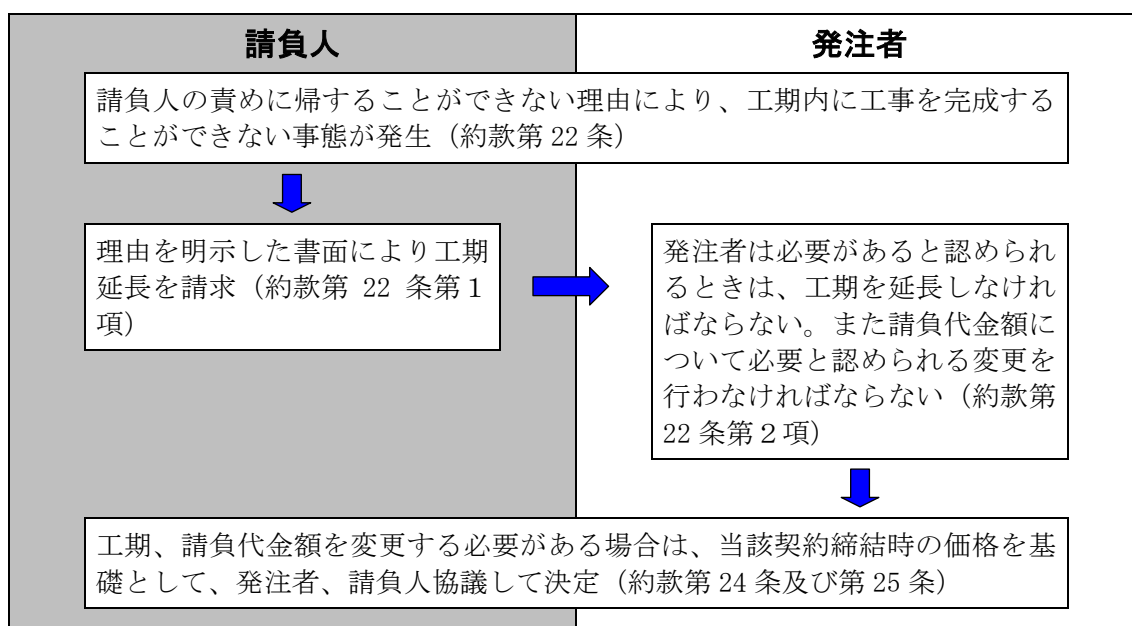 請負人
発注者
請負人の責めに帰することができない理由により、工期内に工事を完成する
ことができない事態が発生（約款第 22 条）
理由を明示した書面により工期
延長を請求（約款第 22 条第１
項）
発注者は必要があると認められ
るときは、工期を延長しなけれ
ばならない。また請負代金額に
ついて必要と認められる変更を
行わなければならない（約款第
22 条第２項）
工期、請負代金額を変更する必要がある場合は、当該契約締結時の価格を基
礎として、発注者、請負人協議して決定（約款第 24 条及び第 25 条）